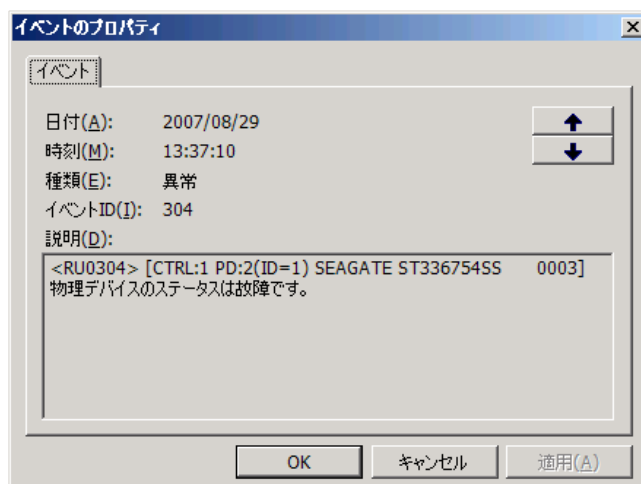 イベントのプロパティ
イベント
日付(A): 2007/08/29
時刻(M): 13:37:10
種類(E): 異常
イベントID(I): 304
説明(D):
<RU0304> [CTRL:1 PD:2(ID=1) SEAGATE ST336754SS 0003]
物理デバイスのステータスは故障です。
OK キャンセル 適用(A)